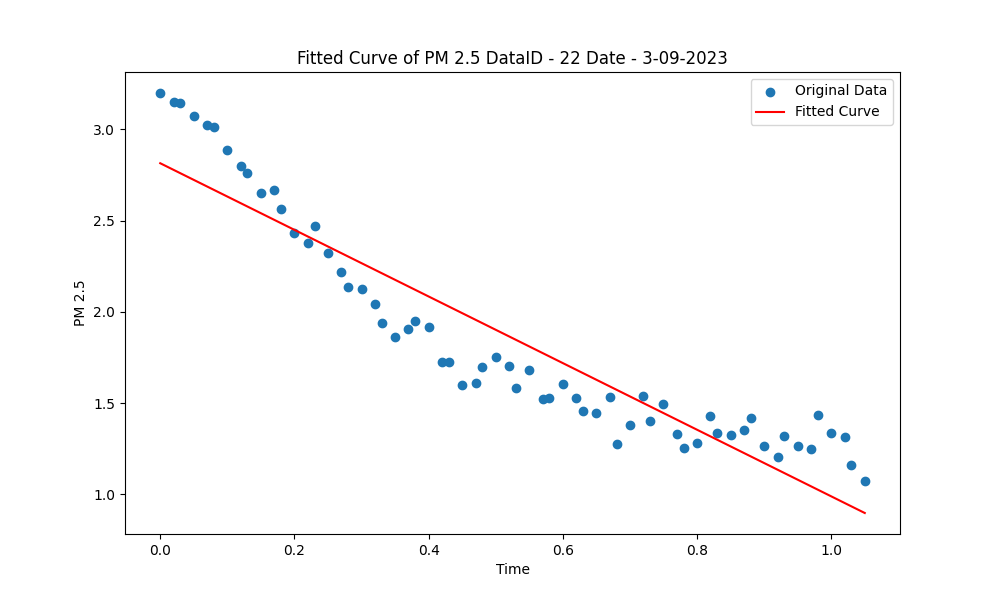 Fitted Curve of PM 2.5 DataID - 22 Date - 3-09-2023
Original Data
Fitted Curve
PM 2.5
3.0
2.5
2.0
1.5
1.0
0.0 0.2 0.4 0.6 0.8 1.0
Time